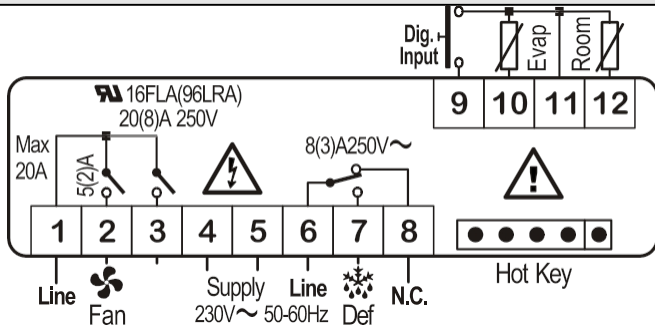 Dig.
Input
Evap
Room
9 10 11 12
16FLA(96LRA)
20(8)A 250V
Max
20A
5(2)A
8(3)A250V~
1 2 3 4 5 6 7 8
Line
Fan
Supply
230V~ 50-60Hz
Line
Def
N.C.
Hot Key